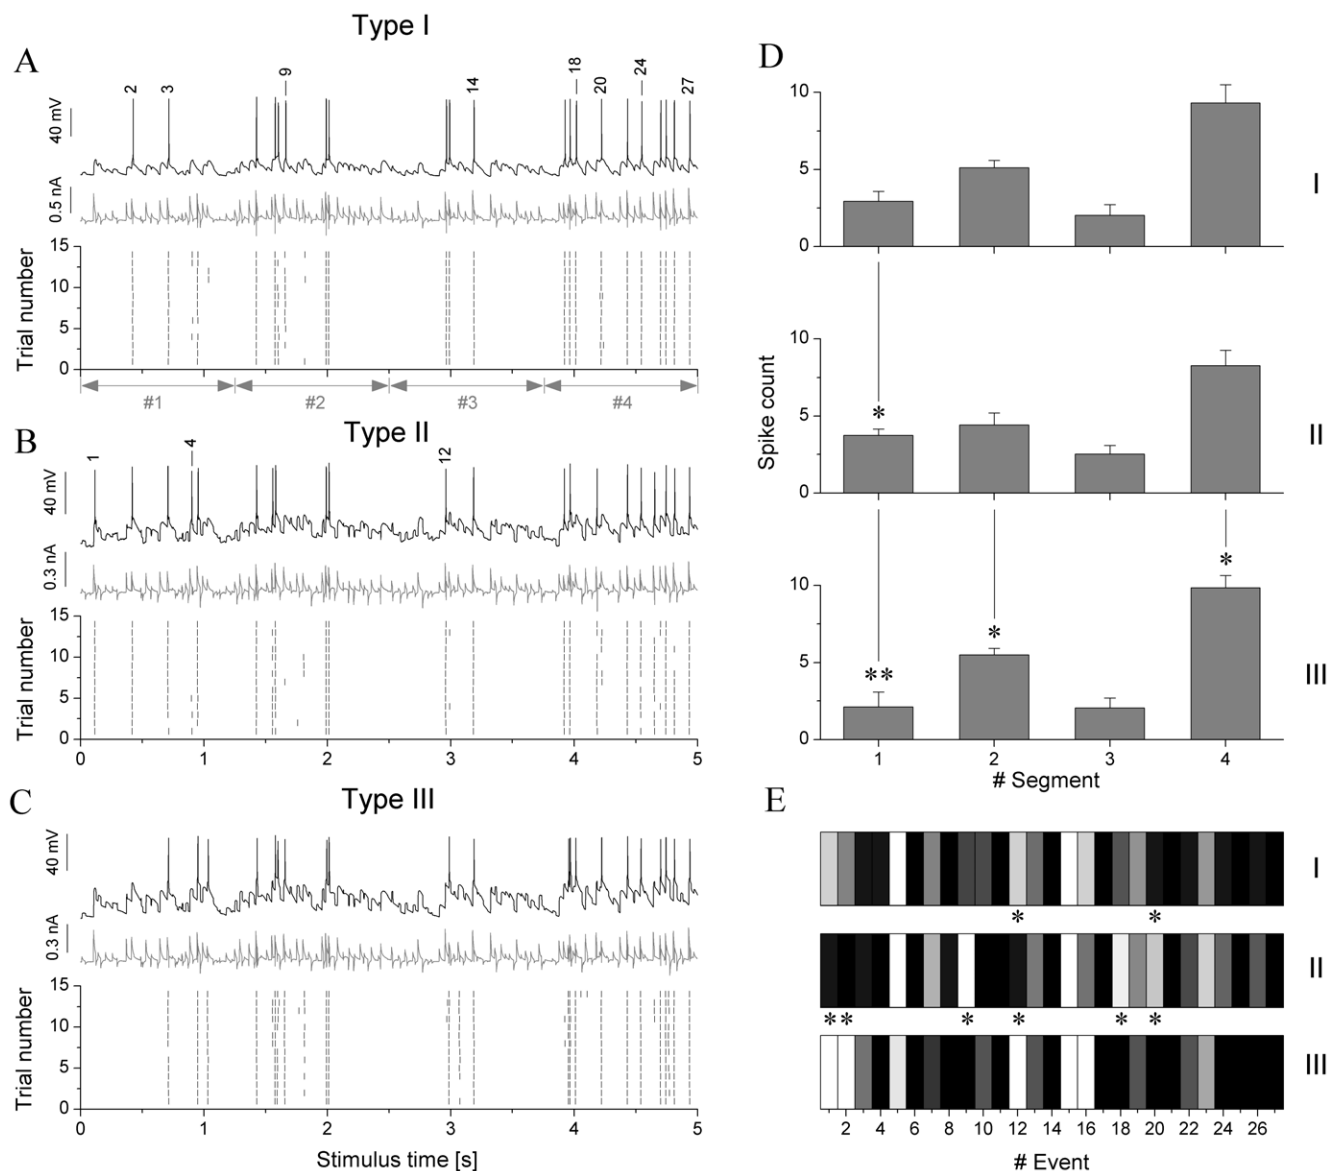 Type I
A
2
3
9
14
18
20
24
27
40 mV
0.5 nA
Trial number
15
10
5
0
#1
#2
#3
#4
Type II
B
1
4
12
40 mV
0.3 nA
Trial number
15
10
5
0
0 1 2 3 4 5
Type III
C
40 mV
0.3 nA
Trial number
15
10
5
0
0 1 2 3 4 5
Stimulus time [s]
D
10
5
0
I
Spike count
10
5
0
*
II
10
5
0
**
*
*
III
1 2 3 4
# Segment
E
I
* *
II
* * * * * *
III
2 4 6 8 10 12 14 16 18 20 22 24 26
# Event